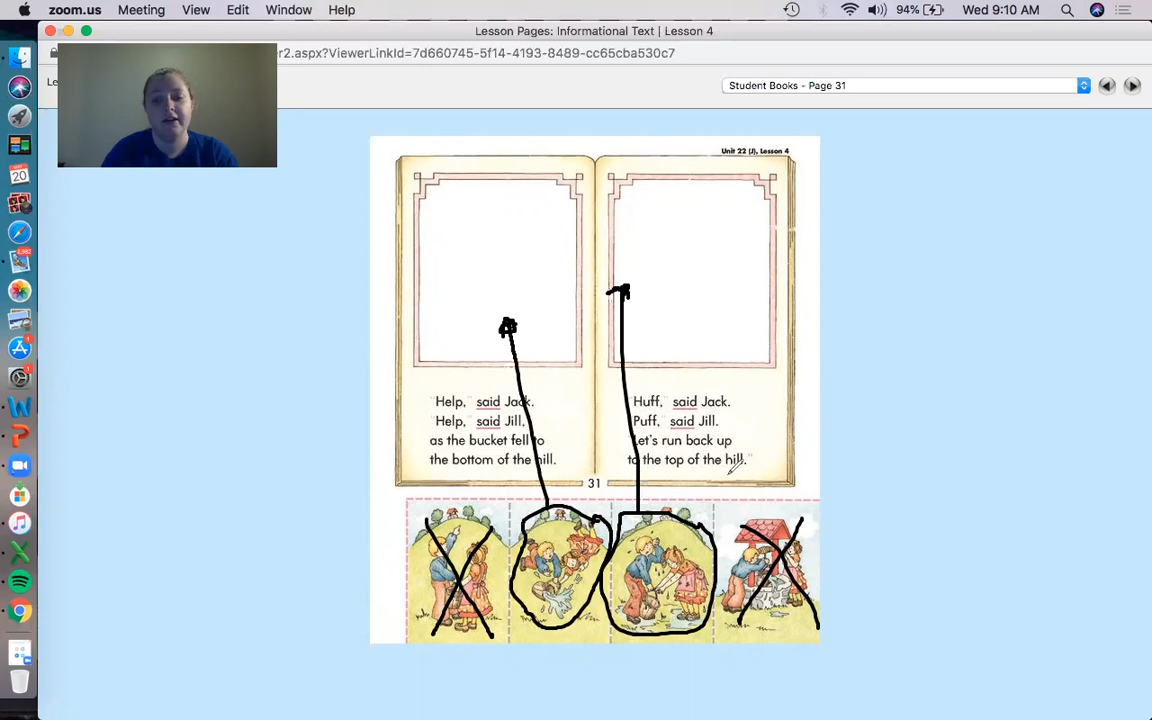 zoom.us Meeting View Edit Window Help
94% Wed 9:10 AM
Lesson Pages: Informational Text | Lesson 4
er2.aspx?ViewerLinkId=7d660745-5f14-4193-8489-cc65cba530c7
Student Books - Page 31
Unit 22 (J), Lesson 4
"Help," said Jack.
"Help," said Jill,
as the bucket fell to
the bottom of the hill.
"Huff," said Jack.
"Puff," said Jill.
"Let's run back up
to the top of the hill."
31